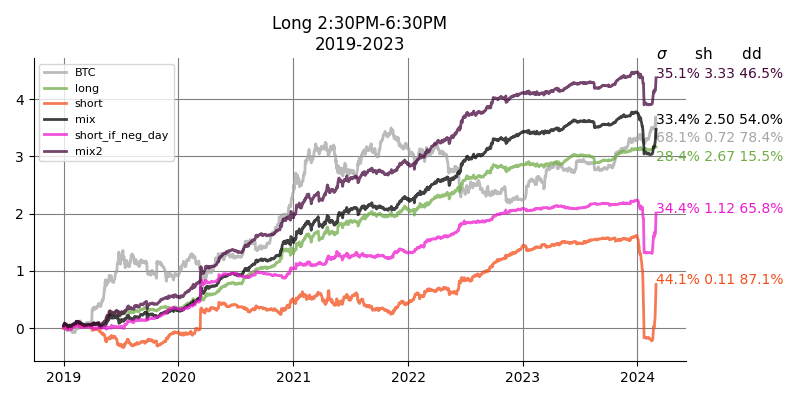 Long 2:30PM-6:30PM
2019-2023
σ sh dd
BTC
long
short
mix
short_if_neg_day
mix2
35.1% 3.33 46.5%
33.4% 2.50 54.0%
68.1% 0.72 78.4%
28.4% 2.67 15.5%
34.4% 1.12 65.8%
44.1% 0.11 87.1%
4
3
2
1
0
2019 2020 2021 2022 2023 2024